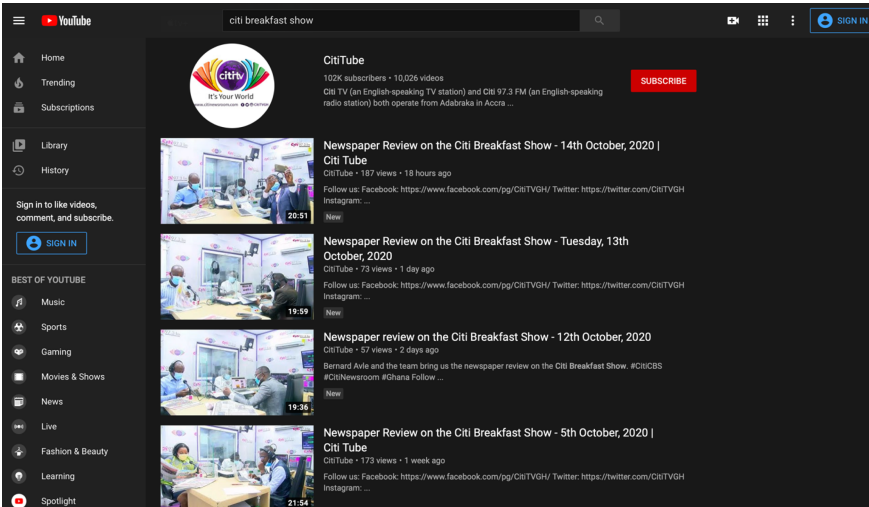 YouTube
citi breakfast show
SIGN IN
Home
Trending
Subscriptions
Library
History
Sign in to like videos,
comment, and subscribe.
SIGN IN
BEST OF YOUTUBE
Music
Sports
Gaming
Movies & Shows
News
Live
Fashion & Beauty
Learning
Spotlight
citi tv
It's Your World
www.citinewsroom.com
CitiTube
102K subscribers • 10,026 videos
Citi TV (an English-speaking TV station) and Citi 97.3 FM (an English-speaking
radio station) both operate from Adabraka in Accra ...
SUBSCRIBE
Newspaper Review on the Citi Breakfast Show - 14th October, 2020 |
Citi Tube
CitiTube • 187 views • 18 hours ago
Follow us: Facebook: https://www.facebook.com/pg/CitiTVGH/ Twitter: https://twitter.com/CitiTVGH
Instagram: ...
New
20:51
Newspaper Review on the Citi Breakfast Show - Tuesday, 13th
October, 2020
CitiTube • 73 views • 1 day ago
Follow us: Facebook: https://www.facebook.com/pg/CitiTVGH/ Twitter: https://twitter.com/CitiTVGH
Instagram: ...
New
19:59
Newspaper review on the Citi Breakfast Show - 12th October, 2020
CitiTube • 57 views • 2 days ago
Bernard Avle and the team bring us the newspaper review on the Citi Breakfast Show. #CitiCBS
#CitiNewsroom #Ghana Follow ...
New
19:36
Newspaper Review on the Citi Breakfast Show - 5th October, 2020 |
Citi Tube
CitiTube • 173 views • 1 week ago
Follow us: Facebook: https://www.facebook.com/pg/CitiTVGH/ Twitter: https://twitter.com/CitiTVGH
Instagram: ...
21:54